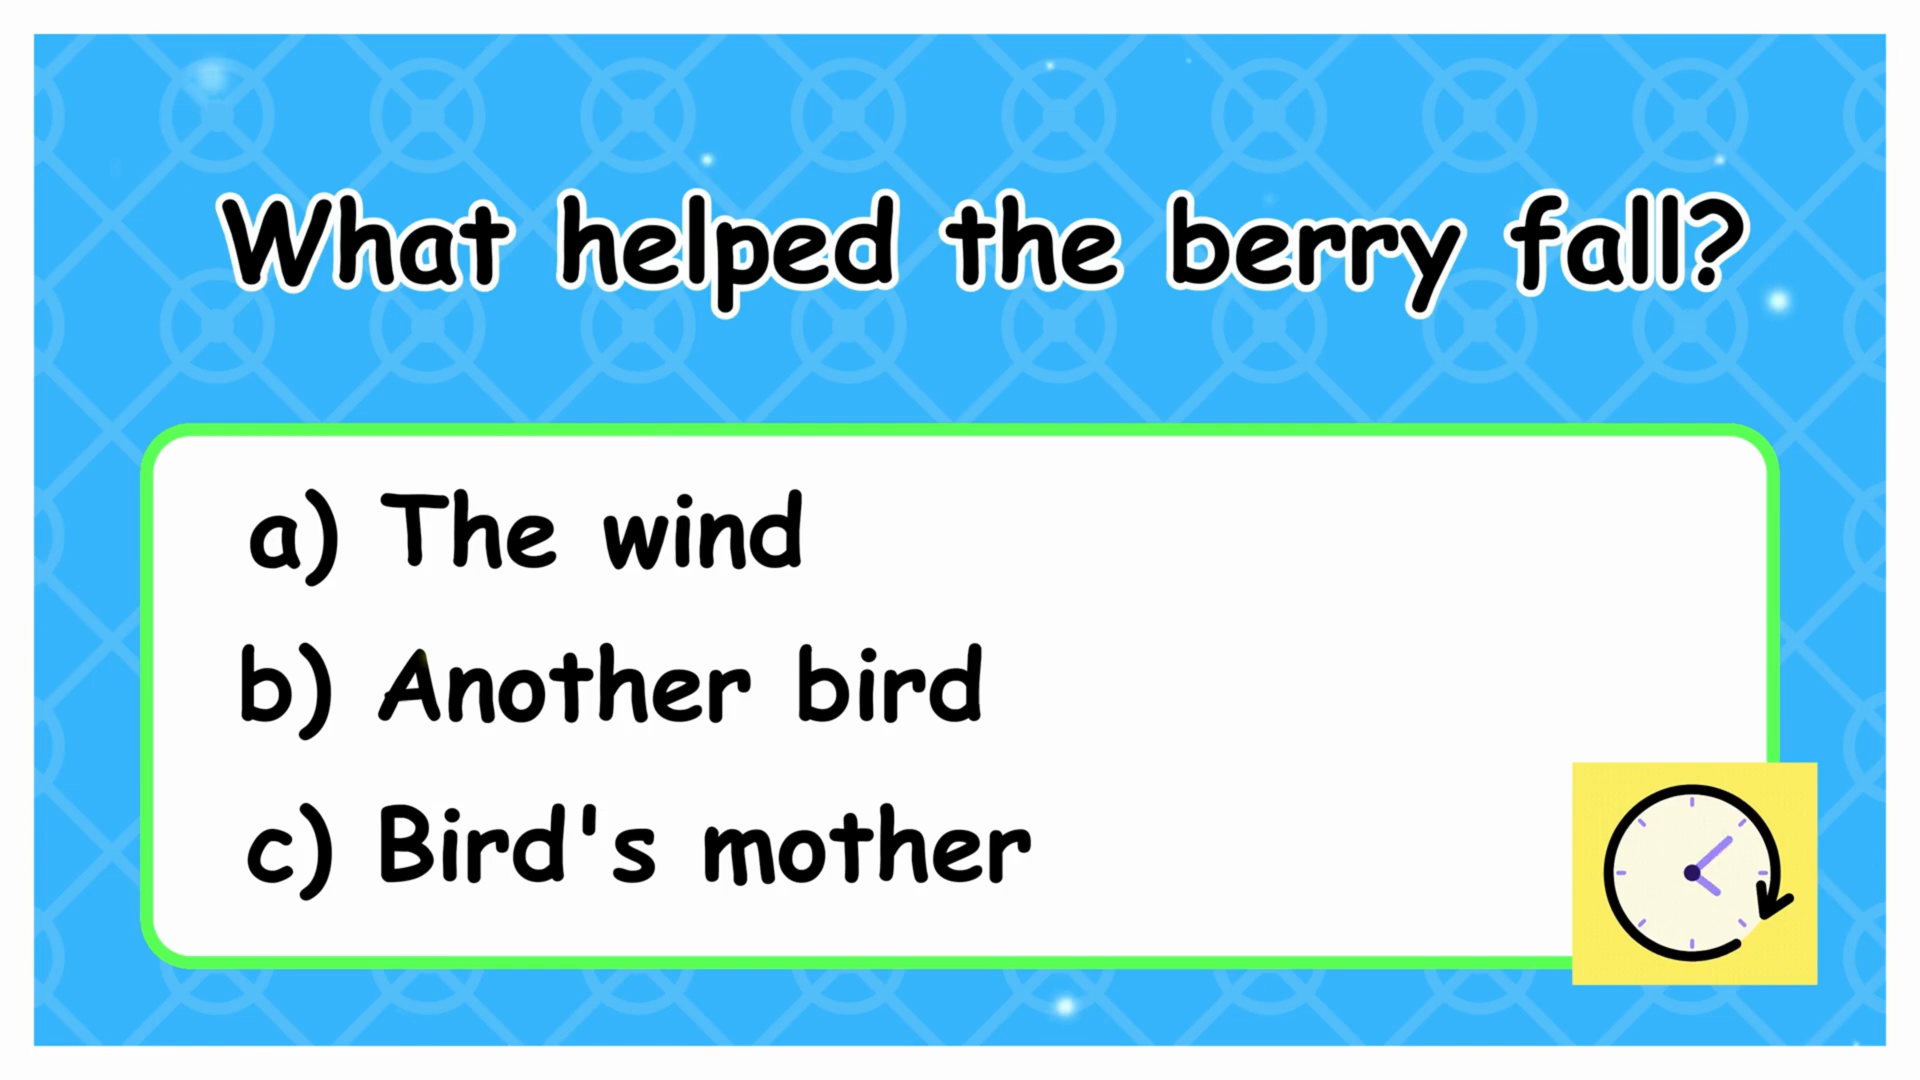 What helped the berry fall?
a) The wind
b) Another bird
c) Bird's mother